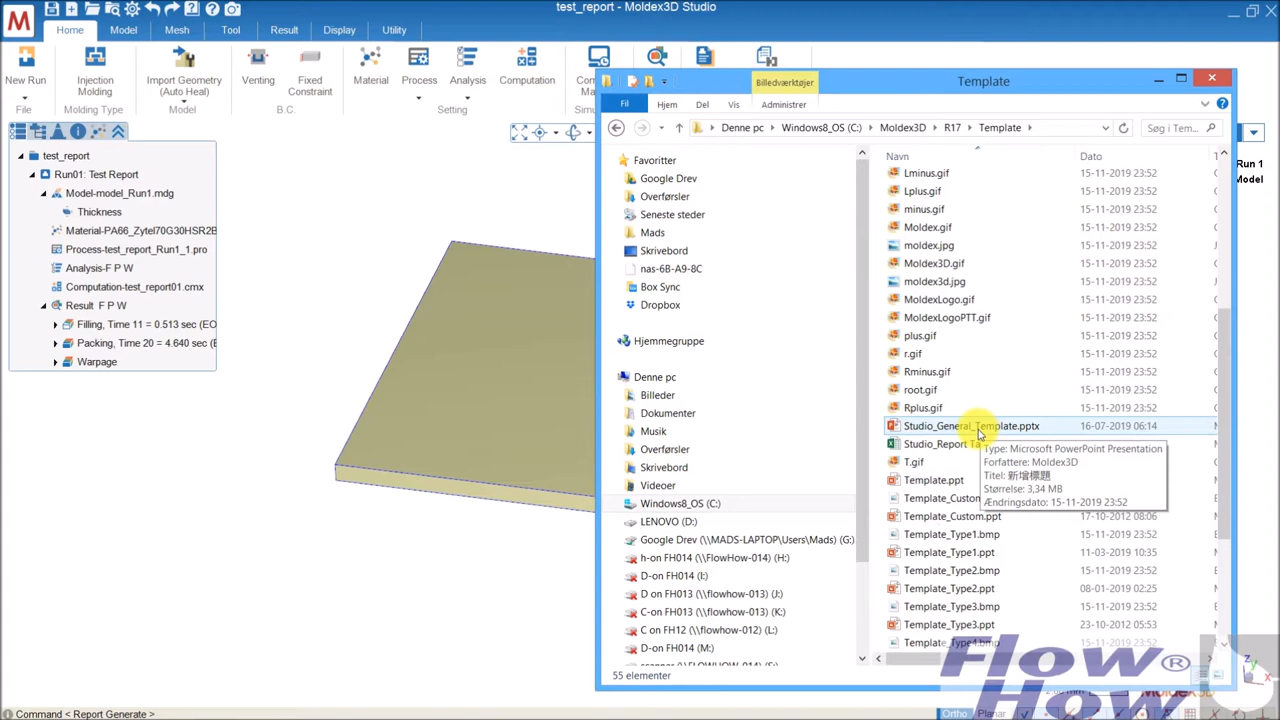 test_report - Moldex3D Studio
Home
Model
Mesh
Tool
Result
Display
Utility
New Run
Injection
Molding
Import Geometry
(Auto Heal)
Venting
Fixed
Constraint
Material
Process
Analysis
Computation
File
Molding Type
Model
B.C.
Setting
test_report
Run01: Test Report
Model-model_Run1.mdg
Thickness
Material-PA66_Zytel70G30HSR2B
Process-test_report_Run1_1.pro
Analysis-F P W
Computation-test_report01.cmx
Result F P W
Filling, Time 11 = 0.513 sec (EO
Packing, Time 20 = 4.640 sec (E
Warpage
Run 1
Model
Billedværktøjer
Template
Fil
Hjem
Del
Vis
Administrer
Denne pc
Windows8_OS (C:)
Moldex3D
R17
Template
Søg i Tem...
Favoritter
Google Drev
Overførsler
Seneste steder
Mads
Skrivebord
nas-6B-A9-8C
Box Sync
Dropbox
Hjemmegruppe
Denne pc
Billeder
Dokumenter
Musik
Overførsler
Skrivebord
Videoer
Windows8_OS (C:)
LENOVO (D:)
Google Drev (\\MADS-LAPTOP\Users\Mads) (G:)
h-on FH014 (\\FlowHow-014) (H:)
D-on FH014 (I:)
D on FH013 (\\flowhow-013) (J:)
C-on FH013 (\\flowhow-013) (K:)
C on FH12 (\\flowhow-012) (L:)
D-on FH014 (M:)
Navn
Dato
Lminus.gif 15-11-2019 23:52
Lplus.gif 15-11-2019 23:52
minus.gif 15-11-2019 23:52
Moldex.gif 15-11-2019 23:52
moldex.jpg 15-11-2019 23:52
Moldex3D.gif 15-11-2019 23:52
moldex3d.jpg 15-11-2019 23:52
MoldexLogo.gif 15-11-2019 23:52
MoldexLogoPTT.gif 15-11-2019 23:52
plus.gif 15-11-2019 23:52
r.gif 15-11-2019 23:52
Rminus.gif 15-11-2019 23:52
root.gif 15-11-2019 23:52
Rplus.gif 15-11-2019 23:52
Studio_General_Template.pptx 16-07-2019 06:14
Studio_Report Ta
T.gif
Template.ppt
Template_Custom
Template_Custom.ppt 17-10-2012 08:06
Template_Type1.bmp 15-11-2019 23:52
Template_Type1.ppt 11-03-2019 10:35
Template_Type2.bmp 15-11-2019 23:52
Template_Type2.ppt 08-01-2019 02:25
Template_Type3.bmp 15-11-2019 23:52
Template_Type3.ppt 23-10-2012 05:53
Template_Type4.bmp 15-11-2019 23:52
Type: Microsoft PowerPoint Presentation
Forfattere: Moldex3D
Titel: 新增標題
Størrelse: 3,34 MB
Ændringsdato: 15-11-2019 23:52
55 elementer
Flow®
How
Command < Report Generate >
Ortho
Planar